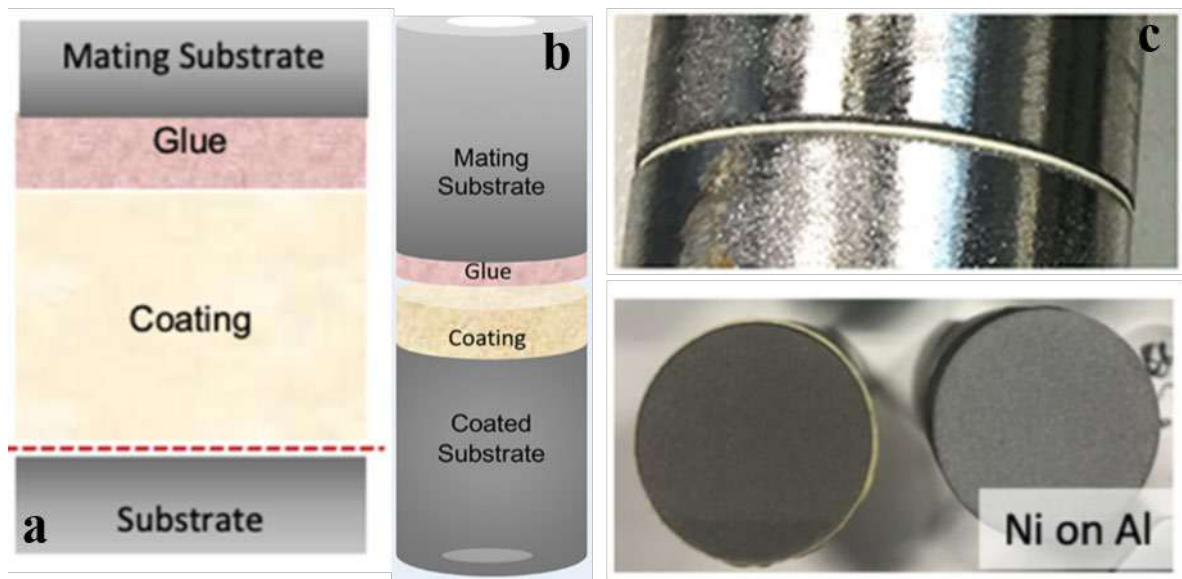 Mating Substrate
Glue
Coating
Substrate
a
b
Mating
Substrate
Glue
Coating
Coated
Substrate
c
Ni on Al